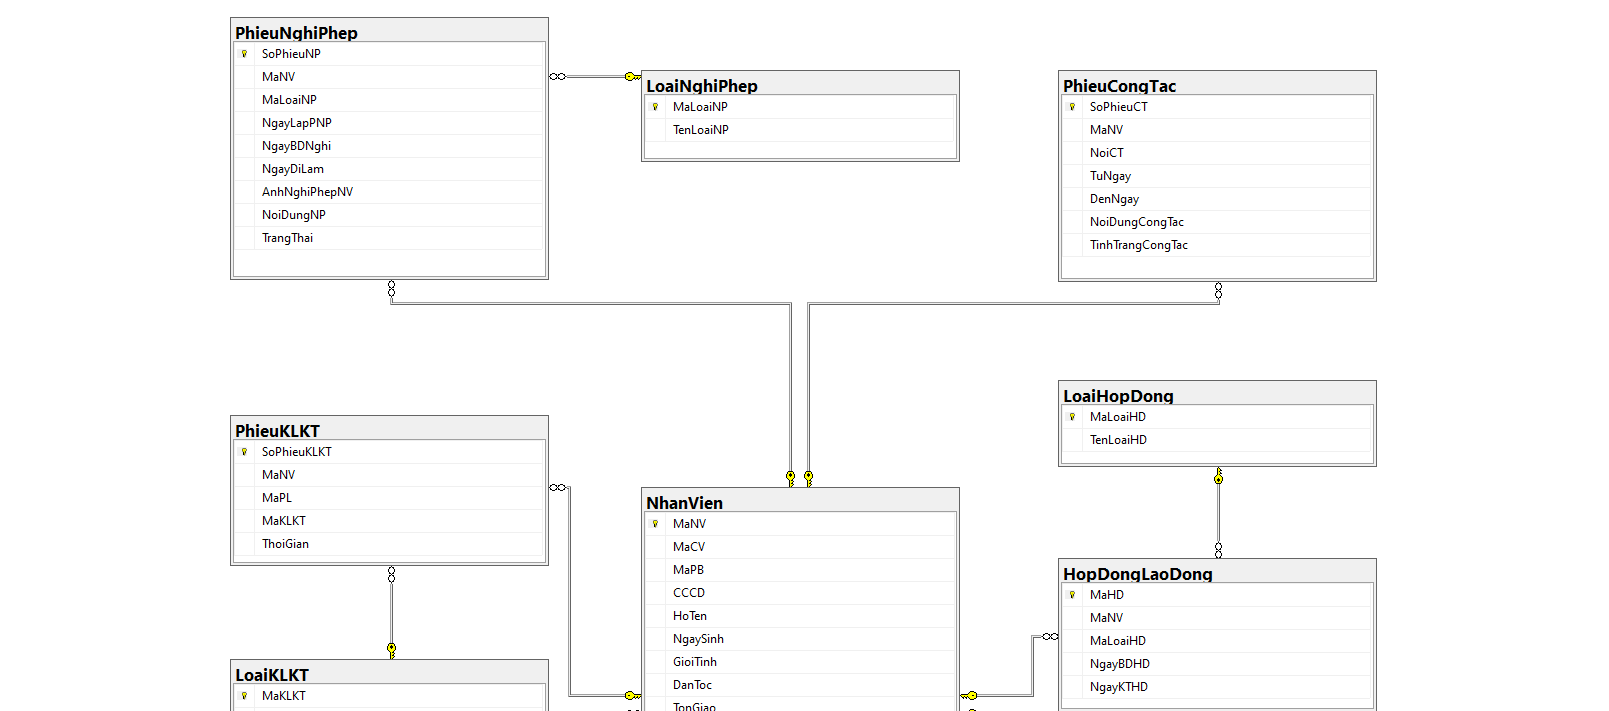 PhieuNghiPhep
SoPhieuNP
MaNV
MaLoaiNP
NgayLapPNP
NgayBDNghi
NgayDiLam
AnhNghiPhepNV
NoiDungNP
TrangThai
LoaiNghiPhep
MaLoaiNP
TenLoaiNP
PhieuCongTac
SoPhieuCT
MaNV
NoiCT
TuNgay
DenNgay
NoiDungCongTac
TinhTrangCongTac
PhieuKLKT
SoPhieuKLKT
MaNV
MaPL
MaKLKT
ThoiGian
LoaiKLKT
MaKLKT
NhanVien
MaNV
MaCV
MaPB
CCCD
HoTen
NgaySinh
GioiTinh
DanToc
TonGiao
LoaiHopDong
MaLoaiHD
TenLoaiHD
HopDongLaoDong
MaHD
MaNV
MaLoaiHD
NgayBDHD
NgayKTHD